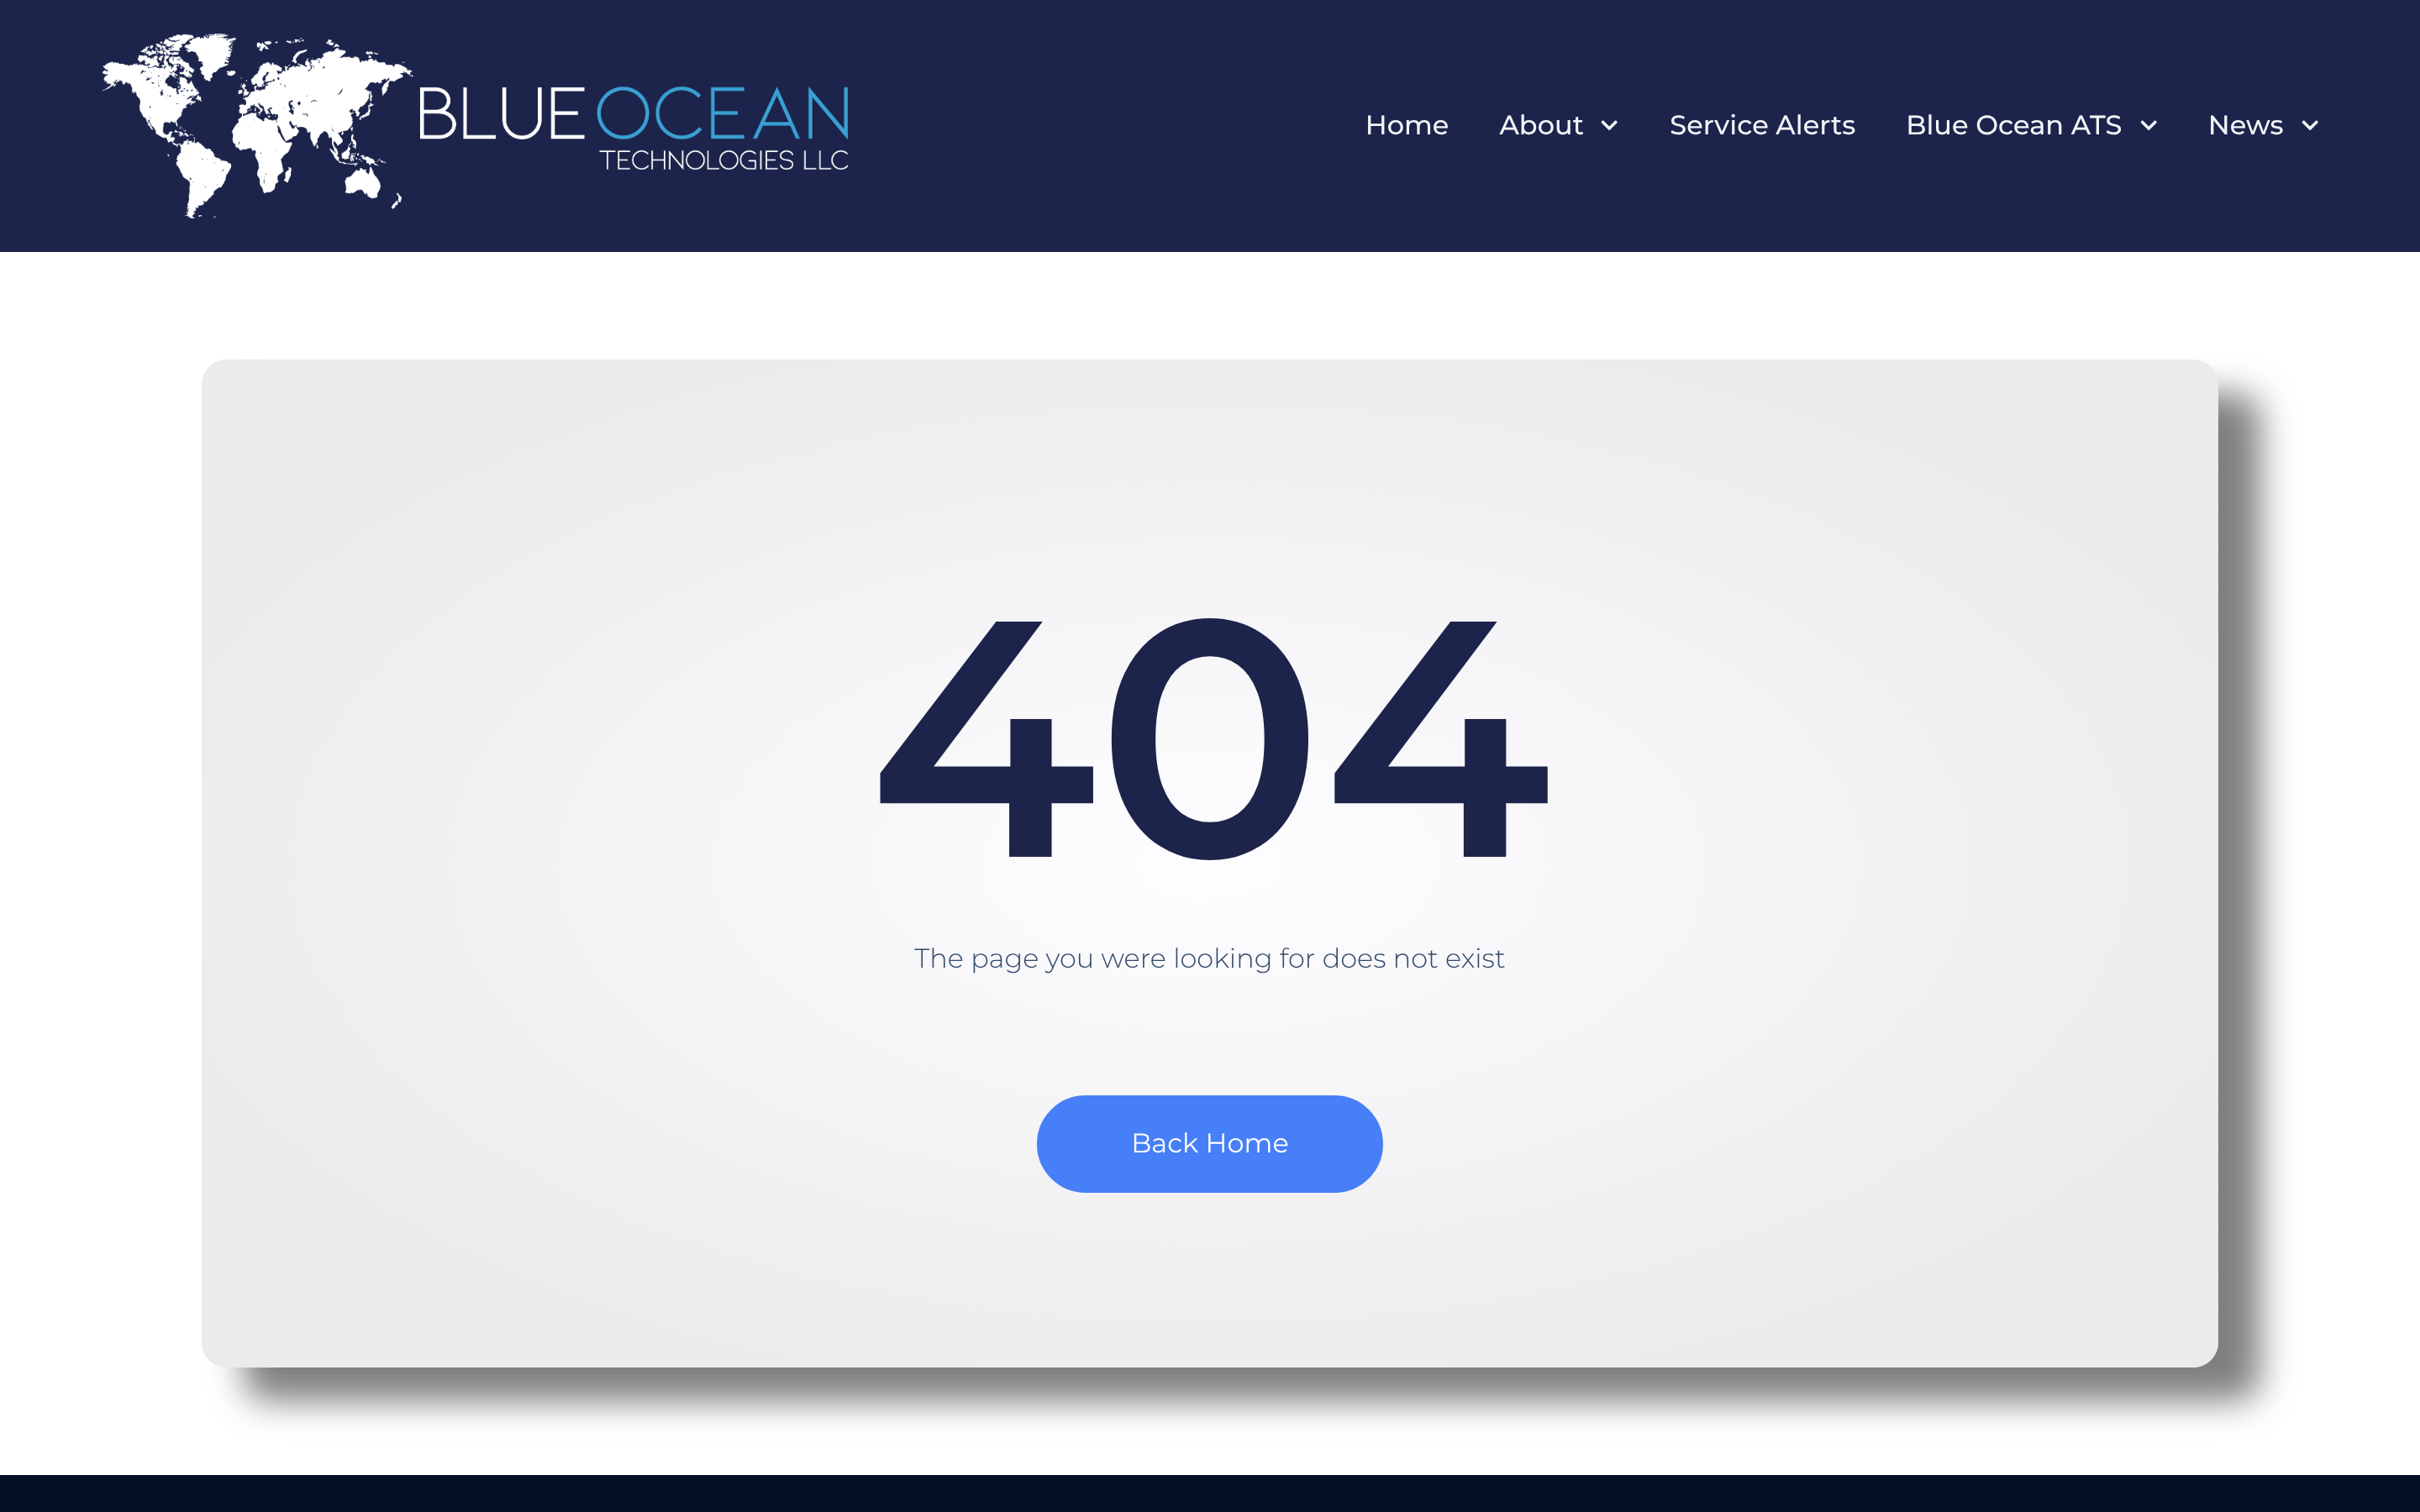 BLUE OCEAN
TECHNOLOGIES LLC
Home About Service Alerts Blue Ocean ATS News
404
The page you were looking for does not exist
Back Home